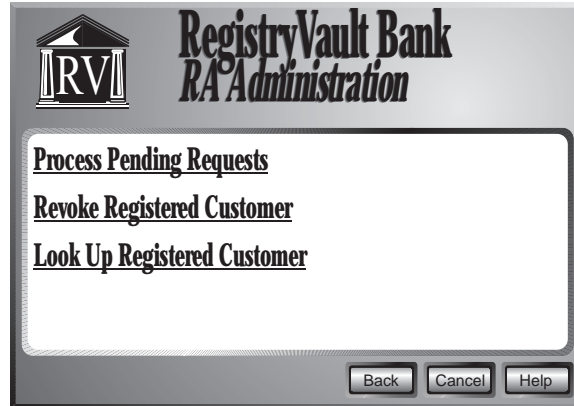 RV
RegistryVault Bank
RA Administration
Process Pending Requests
Revoke Registered Customer
Look Up Registered Customer
Back Cancel Help